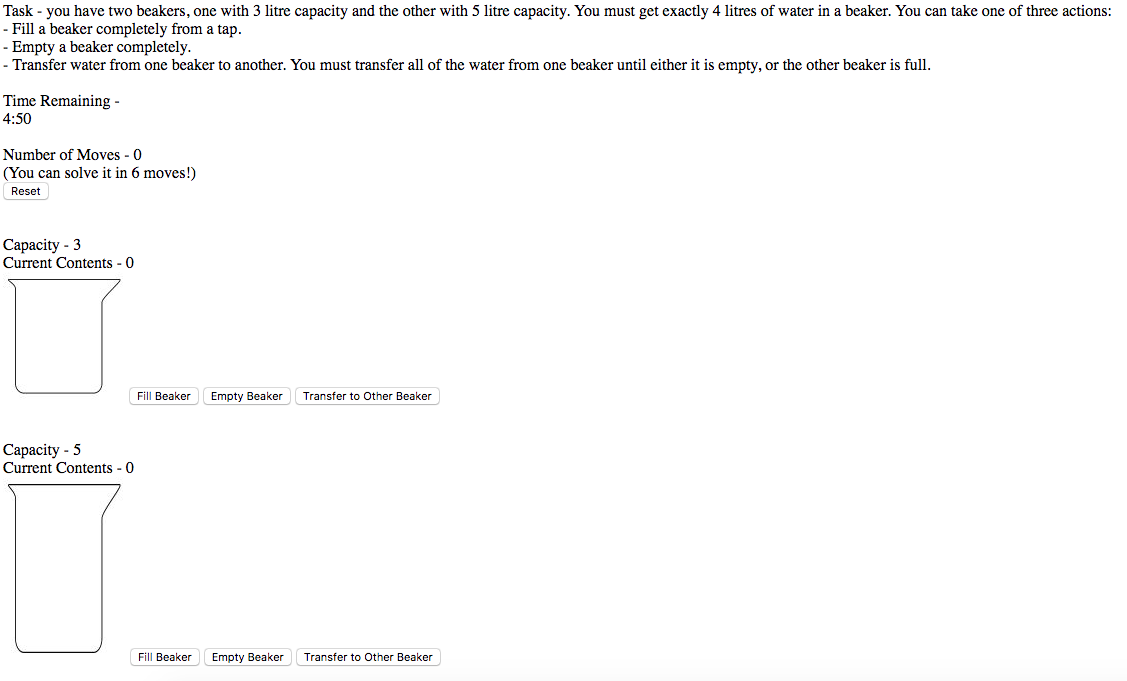 Task - you have two beakers, one with 3 litre capacity and the other with 5 litre capacity. You must get exactly 4 litres of water in a beaker. You can take one of three actions:
- Fill a beaker completely from a tap.
- Empty a beaker completely.
- Transfer water from one beaker to another. You must transfer all of the water from one beaker until either it is empty, or the other beaker is full.
Time Remaining -
4:50
Number of Moves - 0
(You can solve it in 6 moves!)
Reset
Capacity - 3
Current Contents - 0
Fill Beaker Empty Beaker Transfer to Other Beaker
Capacity - 5
Current Contents - 0
Fill Beaker Empty Beaker Transfer to Other Beaker